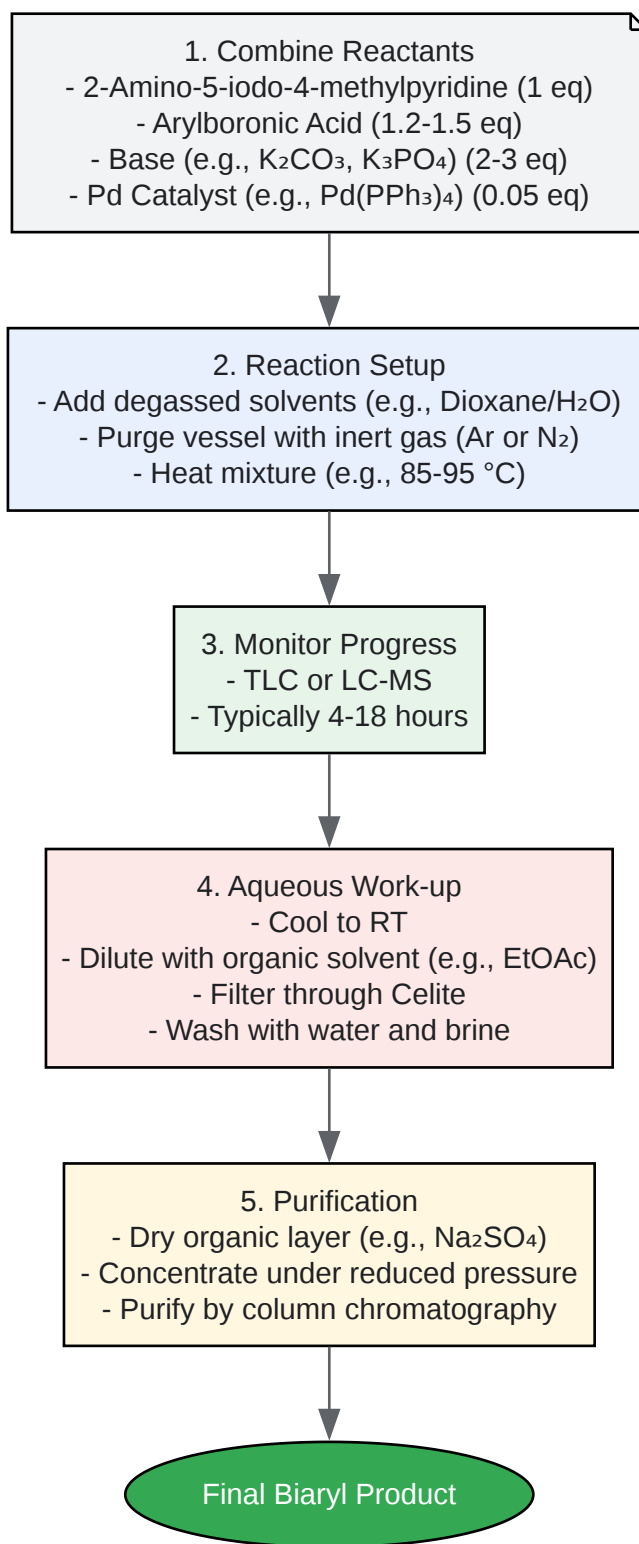 1. Combine Reactants
- 2-Amino-5-iodo-4-methylpyridine (1 eq)
- Arylboronic Acid (1.2-1.5 eq)
- Base (e.g., K₂CO₃, K₃PO₄) (2-3 eq)
- Pd Catalyst (e.g., Pd(PPh₃)₄) (0.05 eq)
2. Reaction Setup
- Add degassed solvents (e.g., Dioxane/H₂O)
- Purge vessel with inert gas (Ar or N₂)
- Heat mixture (e.g., 85-95 °C)
3. Monitor Progress
- TLC or LC-MS
- Typically 4-18 hours
4. Aqueous Work-up
- Cool to RT
- Dilute with organic solvent (e.g., EtOAc)
- Filter through Celite
- Wash with water and brine
5. Purification
- Dry organic layer (e.g., Na₂SO₄)
- Concentrate under reduced pressure
- Purify by column chromatography
Final Biaryl Product